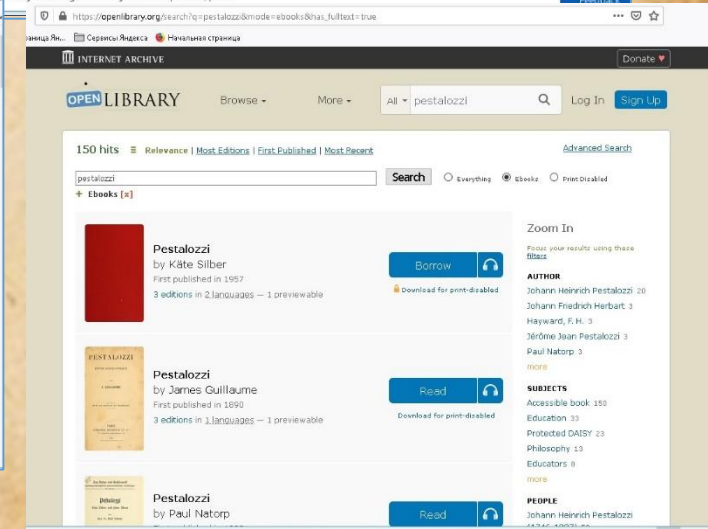 https://openlibrary.org/search?q=pestalozzi&mode=ebooks&has_fulltext=true
Сервисы Яндекса Начальная страница
INTERNET ARCHIVE Donate
OPEN LIBRARY Browse More All pestalozzi Log In Sign Up
150 hits Relevance | Most Editions | First Published | Most Recent Advanced Search
pestalozzi Search Everything Ebooks Print Disabled
+ Ebooks [x]
Zoom In
Focus your results using these
filters
Pestalozzi
by Käte Silber
First published in 1957
3 editions in 2 languages — 1 previewable
Borrow
Download for print-disabled
AUTHOR
Johann Heinrich Pestalozzi 20
Johann Friedrich Herbart 3
Hayward, F. H. 3
Jérôme Jean Pestalozzi 3
Paul Natorp 3
more
PESTALOZZI
Pestalozzi
by James Guillaume
First published in 1890
3 editions in 1 languages — 1 previewable
Read
Download for print-disabled
SUBJECTS
Accessible book 150
Education 33
Protected DAISY 23
Philosophy 13
Educators 8
more
Pestalozzi
Pestalozzi
by Paul Natorp
Read
PEOPLE
Johann Heinrich Pestalozzi